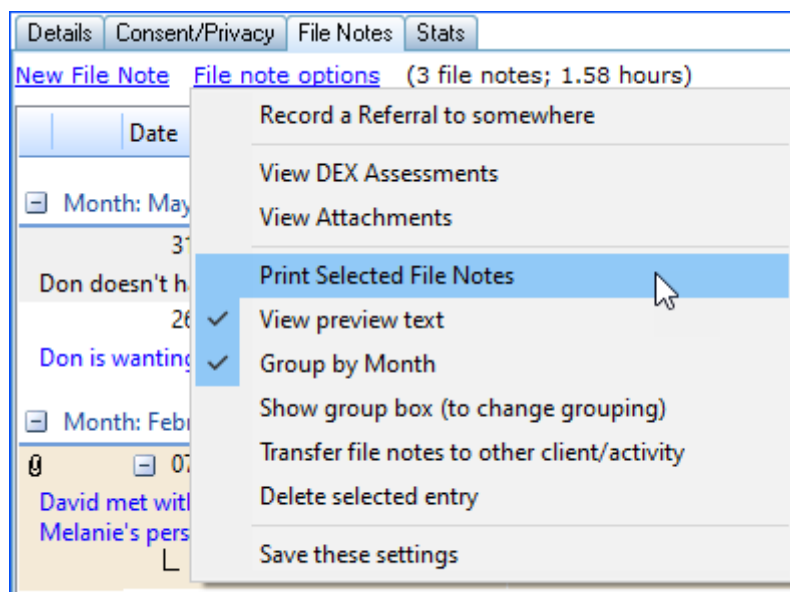 Details Consent/Privacy File Notes Stats
New File Note File note options (3 file notes; 1.58 hours)
Date
Record a Referral to somewhere
View DEX Assessments
View Attachments
Print Selected File Notes
View preview text
Group by Month
Show group box (to change grouping)
Transfer file notes to other client/activity
Delete selected entry
Save these settings
Month: May
31
Don doesn't h
26
Don is wanting
Month: Feb
07
David met with
Melanie's pers